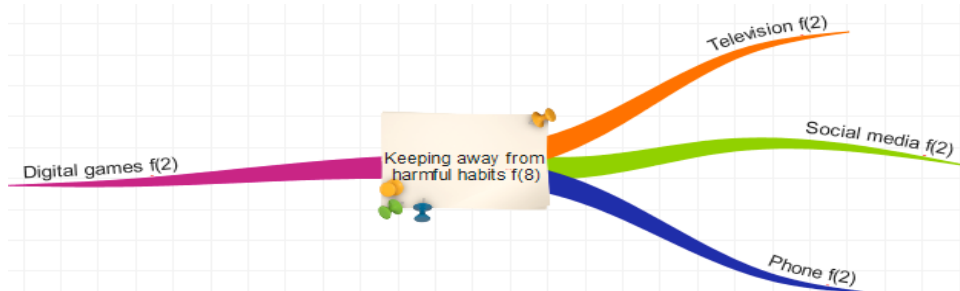 Television f(2)
Social media f(2)
Keeping away from
harmful habits f(8)
Digital games f(2)
Phone f(2)